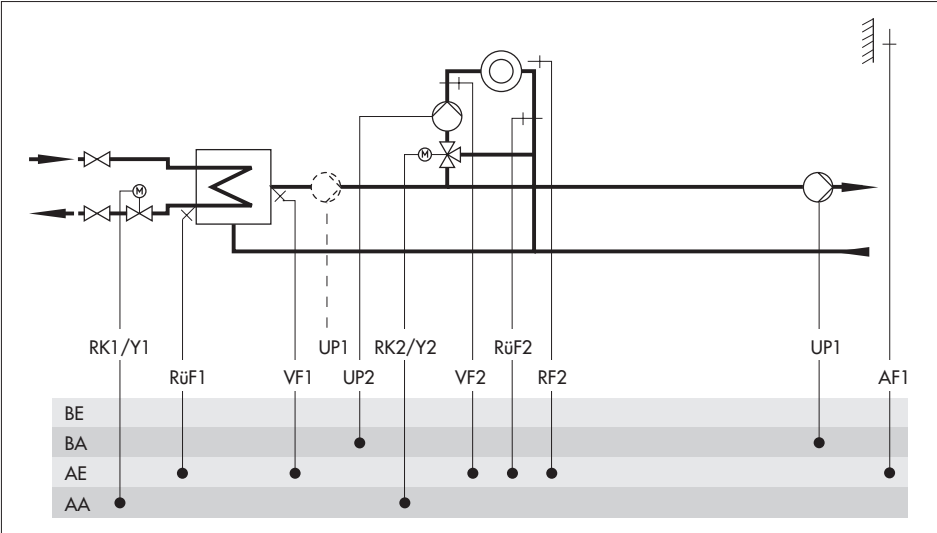 M
M
RK1/Y1 UP1 RK2/Y2 RüF2 UP1
RüF1 VF1 UP2 VF2 RF2 AF1
BE
BA
AE
AA